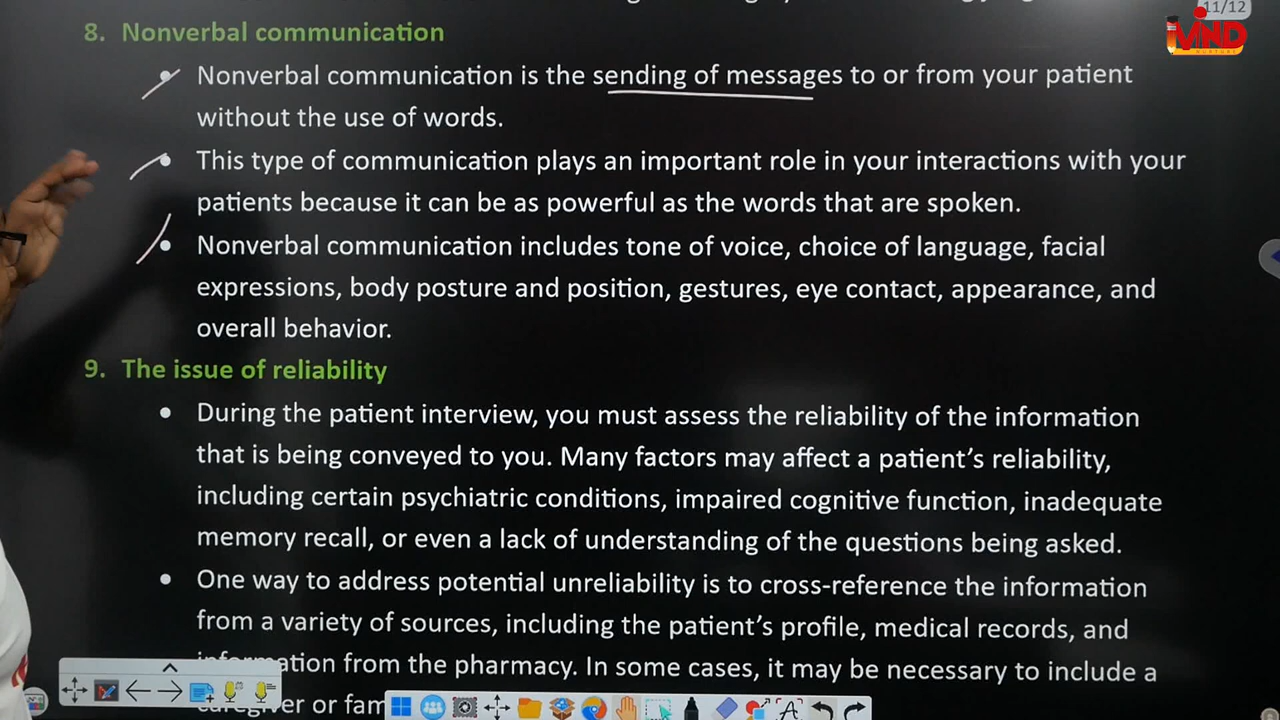 11/12
MIND
8. Nonverbal communication
• Nonverbal communication is the sending of messages to or from your patient
without the use of words.
• This type of communication plays an important role in your interactions with your
patients because it can be as powerful as the words that are spoken.
• Nonverbal communication includes tone of voice, choice of language, facial
expressions, body posture and position, gestures, eye contact, appearance, and
overall behavior.
9. The issue of reliability
• During the patient interview, you must assess the reliability of the information
that is being conveyed to you. Many factors may affect a patient’s reliability,
including certain psychiatric conditions, impaired cognitive function, inadequate
memory recall, or even a lack of understanding of the questions being asked.
• One way to address potential unreliability is to cross-reference the information
from a variety of sources, including the patient’s profile, medical records, and
information from the pharmacy. In some cases, it may be necessary to include a
caregiver or fam